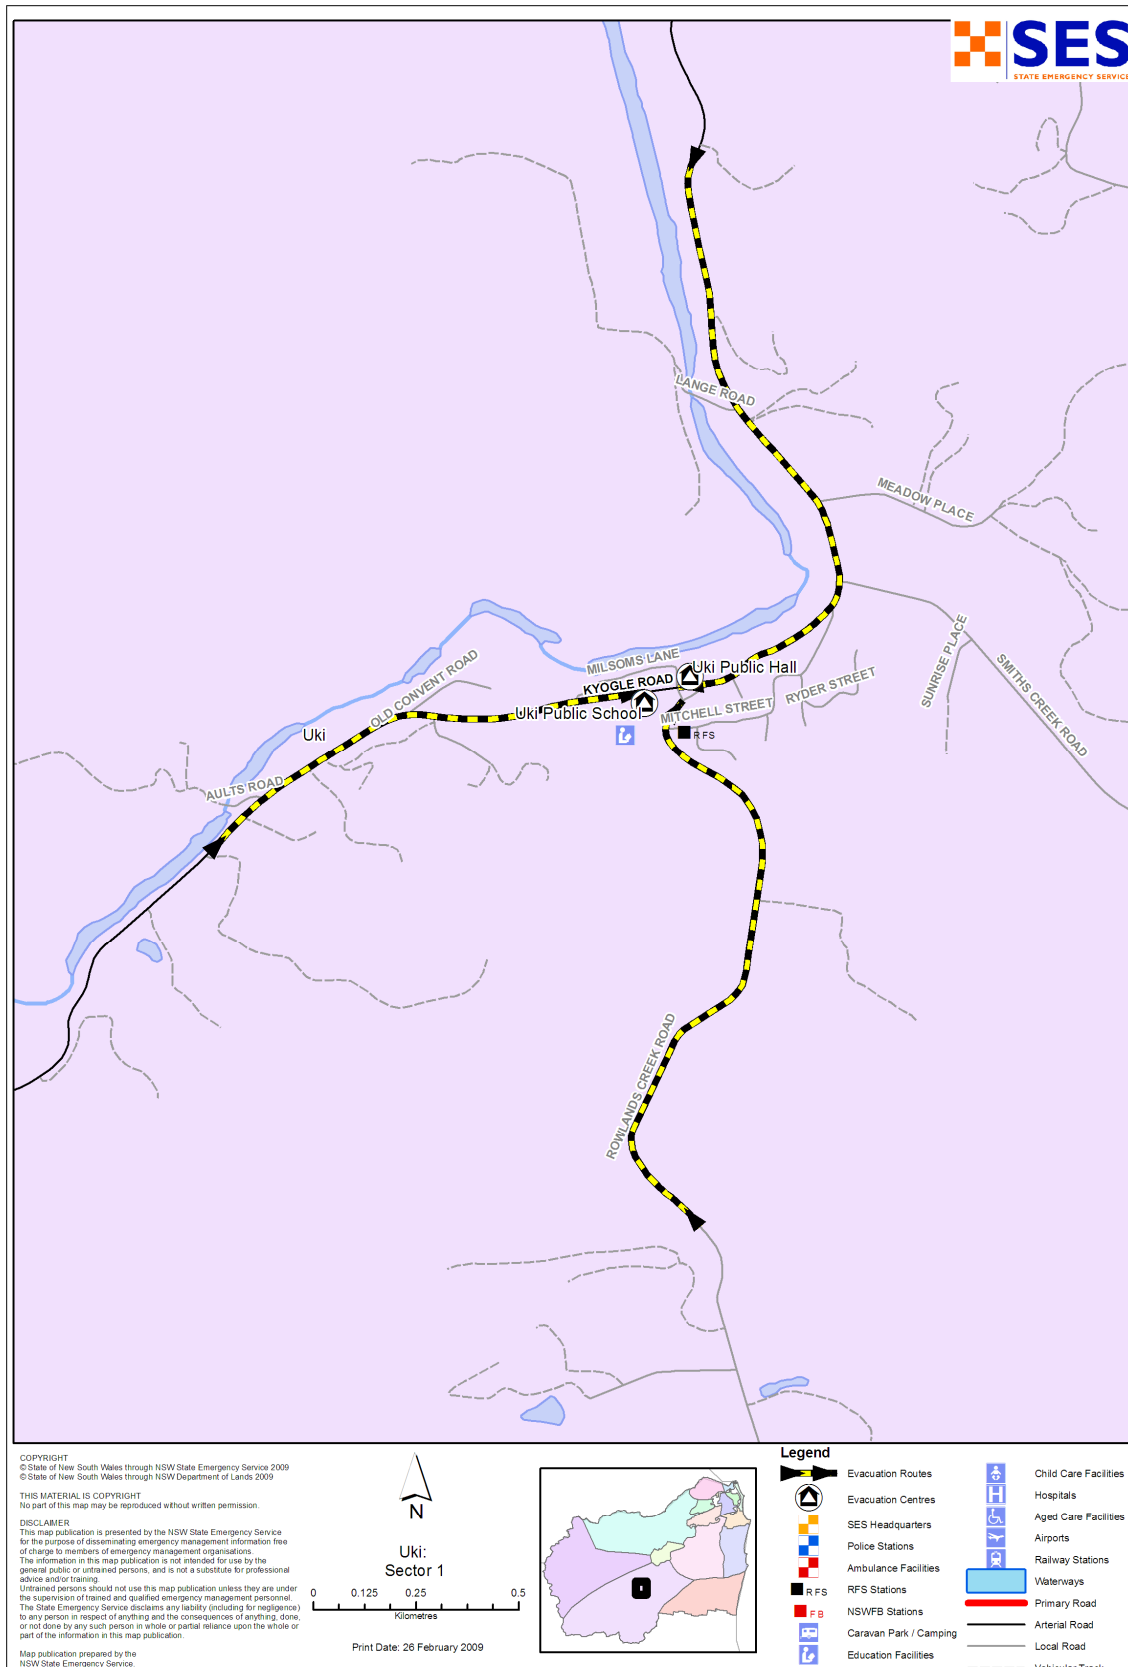 SES
STATE EMERGENCY SERVICE
LANGE ROAD
MEADOW PLACE
MILSOMS LANE
Uki Public Hall
KYOGLE ROAD
RYDER STREET
SUNRISE PLACE
SMITHS CREEK ROAD
OLD CONVENT ROAD
Uki Public School
MITCHELL STREET
RFS
Uki
AULTS ROAD
ROWLANDS CREEK ROAD
COPYRIGHT
© State of New South Wales through NSW State Emergency Service 2009
© State of New South Wales through NSW Department of Lands 2009
THIS MATERIAL IS COPYRIGHT
No part of this map may be reproduced without written permission.
DISCLAIMER
This map publication is presented by the NSW State Emergency Service
for the purpose of disseminating emergency management information free
of charge to members of emergency management organisations.
The information in this map publication is not intended for use by the
general public or untrained persons, and is not a substitute for professional
advice and/or training.
Untrained persons should not use this map publication unless they are under
the supervision of trained and qualified emergency management personnel.
The State Emergency Service disclaims any liability (including for negligence)
to any person in respect of anything and the consequences of anything, done,
or not done by any such person in whole or partial reliance upon the whole or
part of the information in this map publication.
Map publication prepared by the
NSW State Emergency Service.
N
Uki:
Sector 1
0 0.125 0.25 0.5
Kilometres
Print Date: 26 February 2009
Legend
Evacuation Routes
Evacuation Centres
SES Headquarters
Police Stations
Ambulance Facilities
RFS RFS Stations
FB NSWFB Stations
Caravan Park / Camping
Education Facilities
Child Care Facilities
H Hospitals
Aged Care Facilities
Airports
Railway Stations
Waterways
Primary Road
Arterial Road
Local Road
Vehicular Track